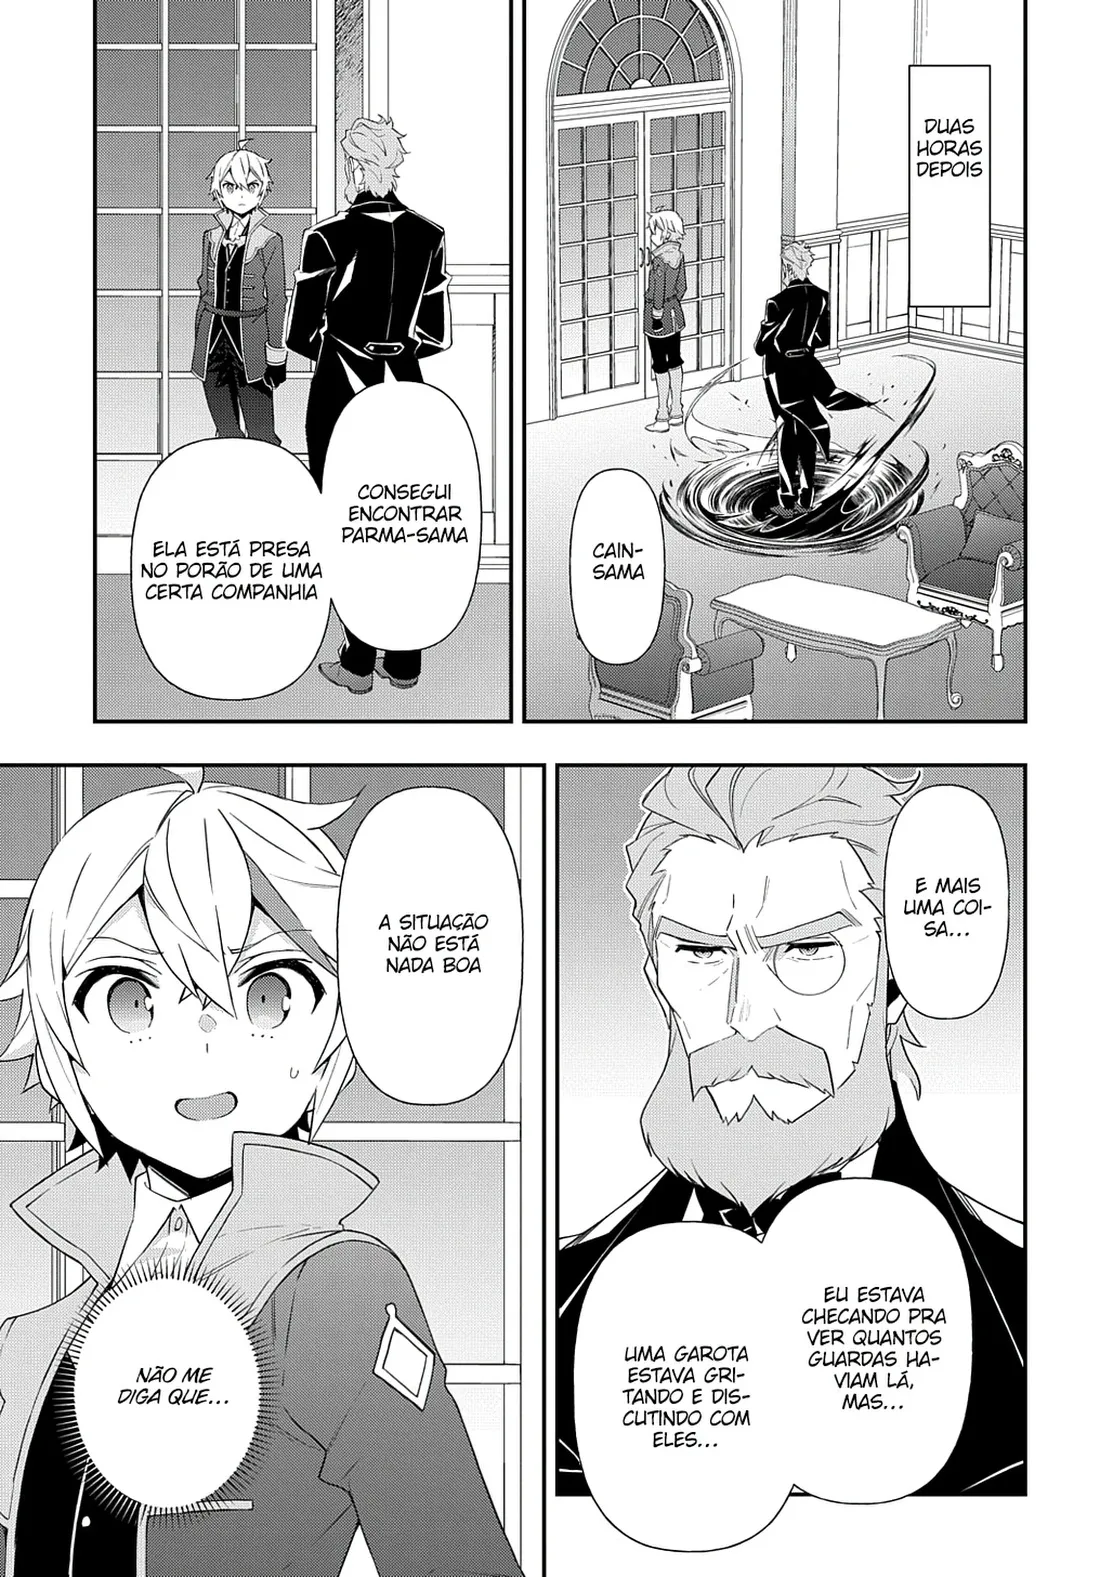 DUAS
HORAS
DEPOIS
CAIN-
SAMA
CONSEGUI
ENCONTRAR
PARMA-SAMA
ELA ESTÁ PRESA
NO PORÃO DE UMA
CERTA COMPANHIA
E MAIS
UMA COI-
SA...
EU ESTAVA
CHECANDO PRA
VER QUANTOS
GUARDAS HA-
VIAM LÁ,
MAS...
UMA GAROTA
ESTAVA GRI-
TANDO E DIS-
CUTINDO COM
ELES...
A SITUAÇÃO
NÃO ESTÁ
NADA BOA
NÃO ME
DIGA QUE...